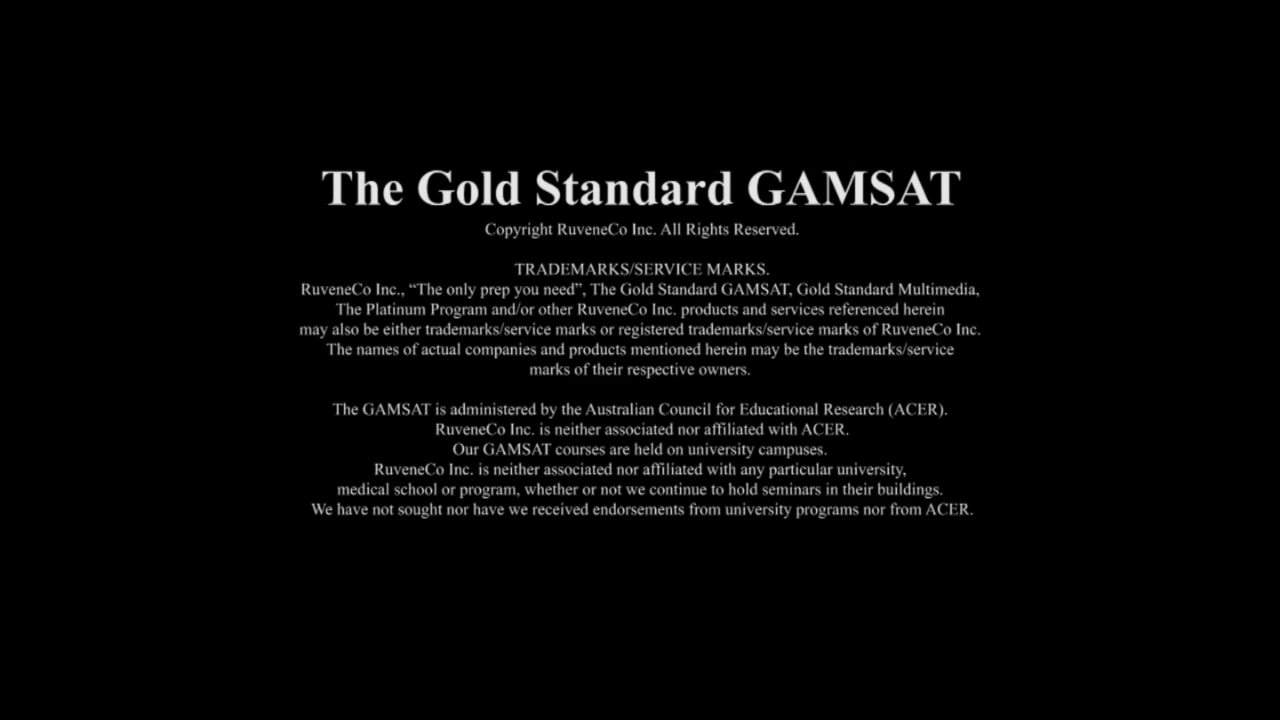 The Gold Standard GAMSAT
Copyright RuveneCo Inc. All Rights Reserved.
TRADEMARKS/SERVICE MARKS.
RuveneCo Inc., “The only prep you need”, The Gold Standard GAMSAT, Gold Standard Multimedia,
The Platinum Program and/or other RuveneCo Inc. products and services referenced herein
may also be either trademarks/service marks or registered trademarks/service marks of RuveneCo Inc.
The names of actual companies and products mentioned herein may be the trademarks/service
marks of their respective owners.
The GAMSAT is administered by the Australian Council for Educational Research (ACER).
RuveneCo Inc. is neither associated nor affiliated with ACER.
Our GAMSAT courses are held on university campuses.
RuveneCo Inc. is neither associated nor affiliated with any particular university,
medical school or program, whether or not we continue to hold seminars in their buildings.
We have not sought nor have we received endorsements from university programs nor from ACER.